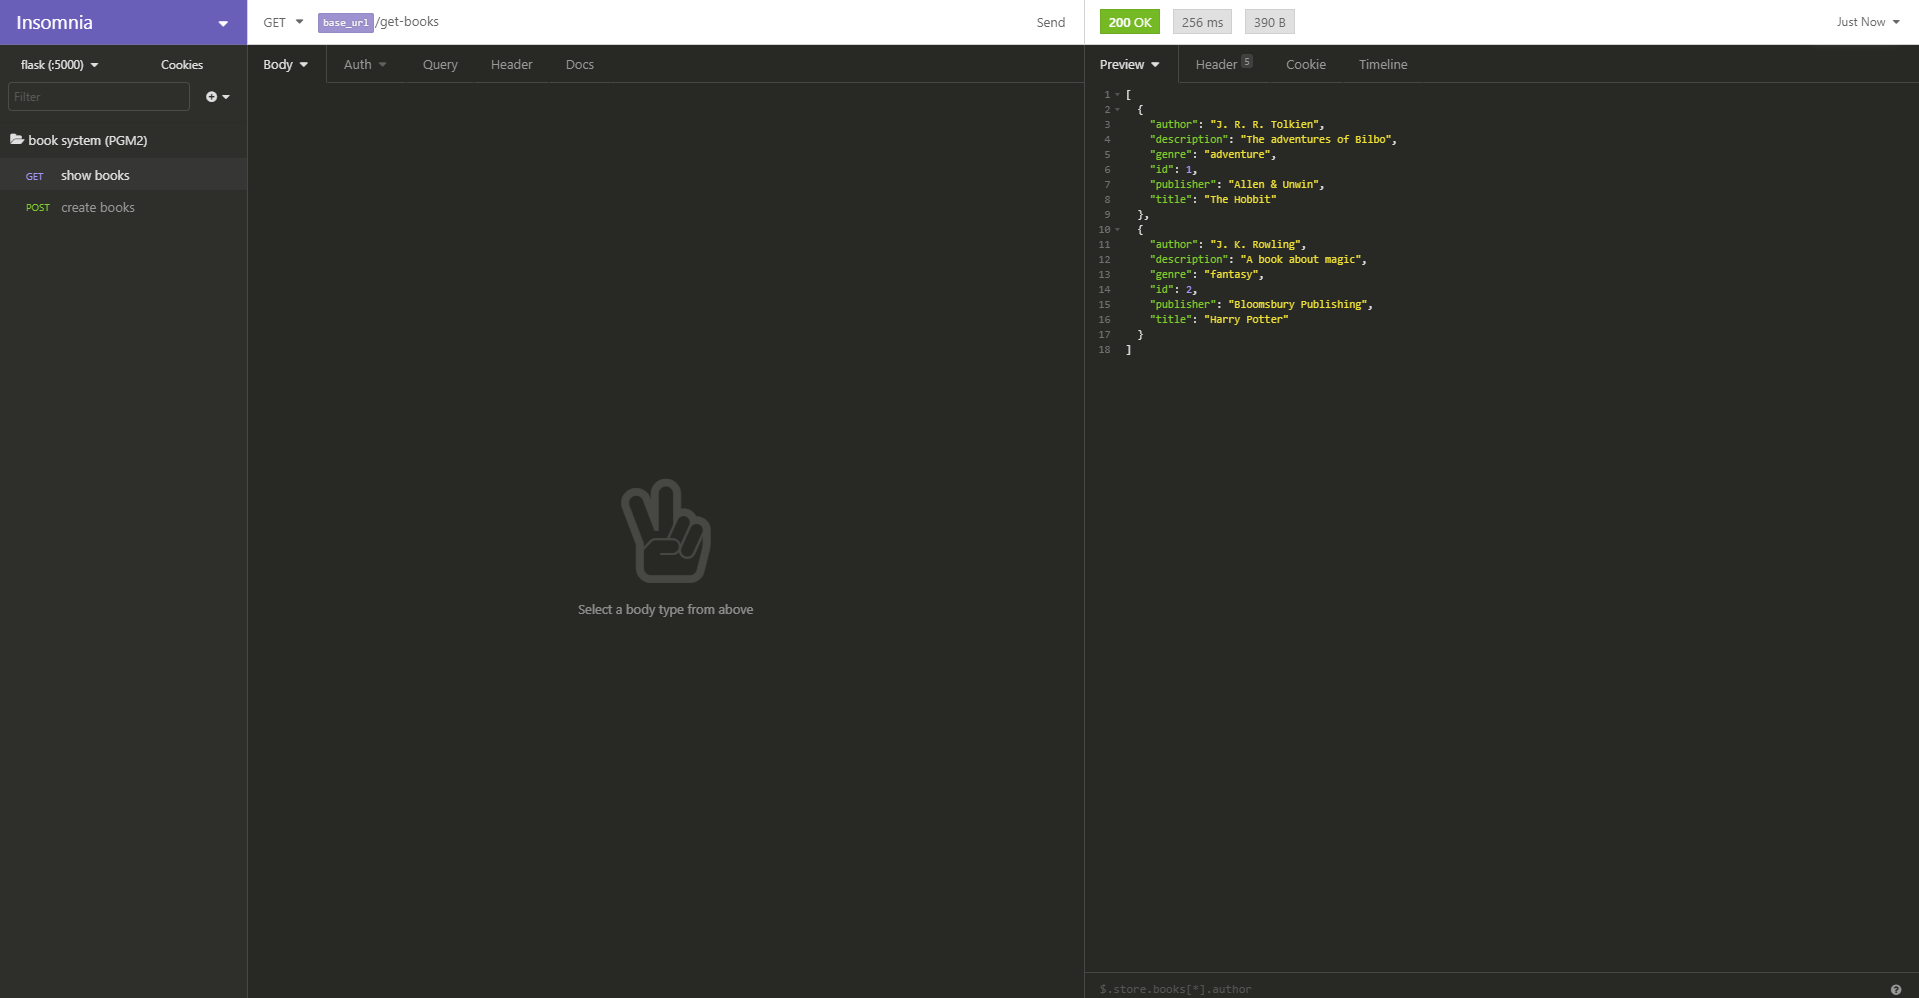 Insomnia
GET base_url/get-books Send
200 OK 256 ms 390 B Just Now
flask (:5000) Cookies
Filter
book system (PGM2)
GET show books
POST create books
Body Auth Query Header Docs
Select a body type from above
Preview Header 5 Cookie Timeline
1 [
2 {
3 "author": "J. R. R. Tolkien",
4 "description": "The adventures of Bilbo",
5 "genre": "adventure",
6 "id": 1,
7 "publisher": "Allen & Unwin",
8 "title": "The Hobbit"
9 },
10 {
11 "author": "J. K. Rowling",
12 "description": "A book about magic",
13 "genre": "fantasy",
14 "id": 2,
15 "publisher": "Bloomsbury Publishing",
16 "title": "Harry Potter"
17 }
18 ]
$.store.books[*].author